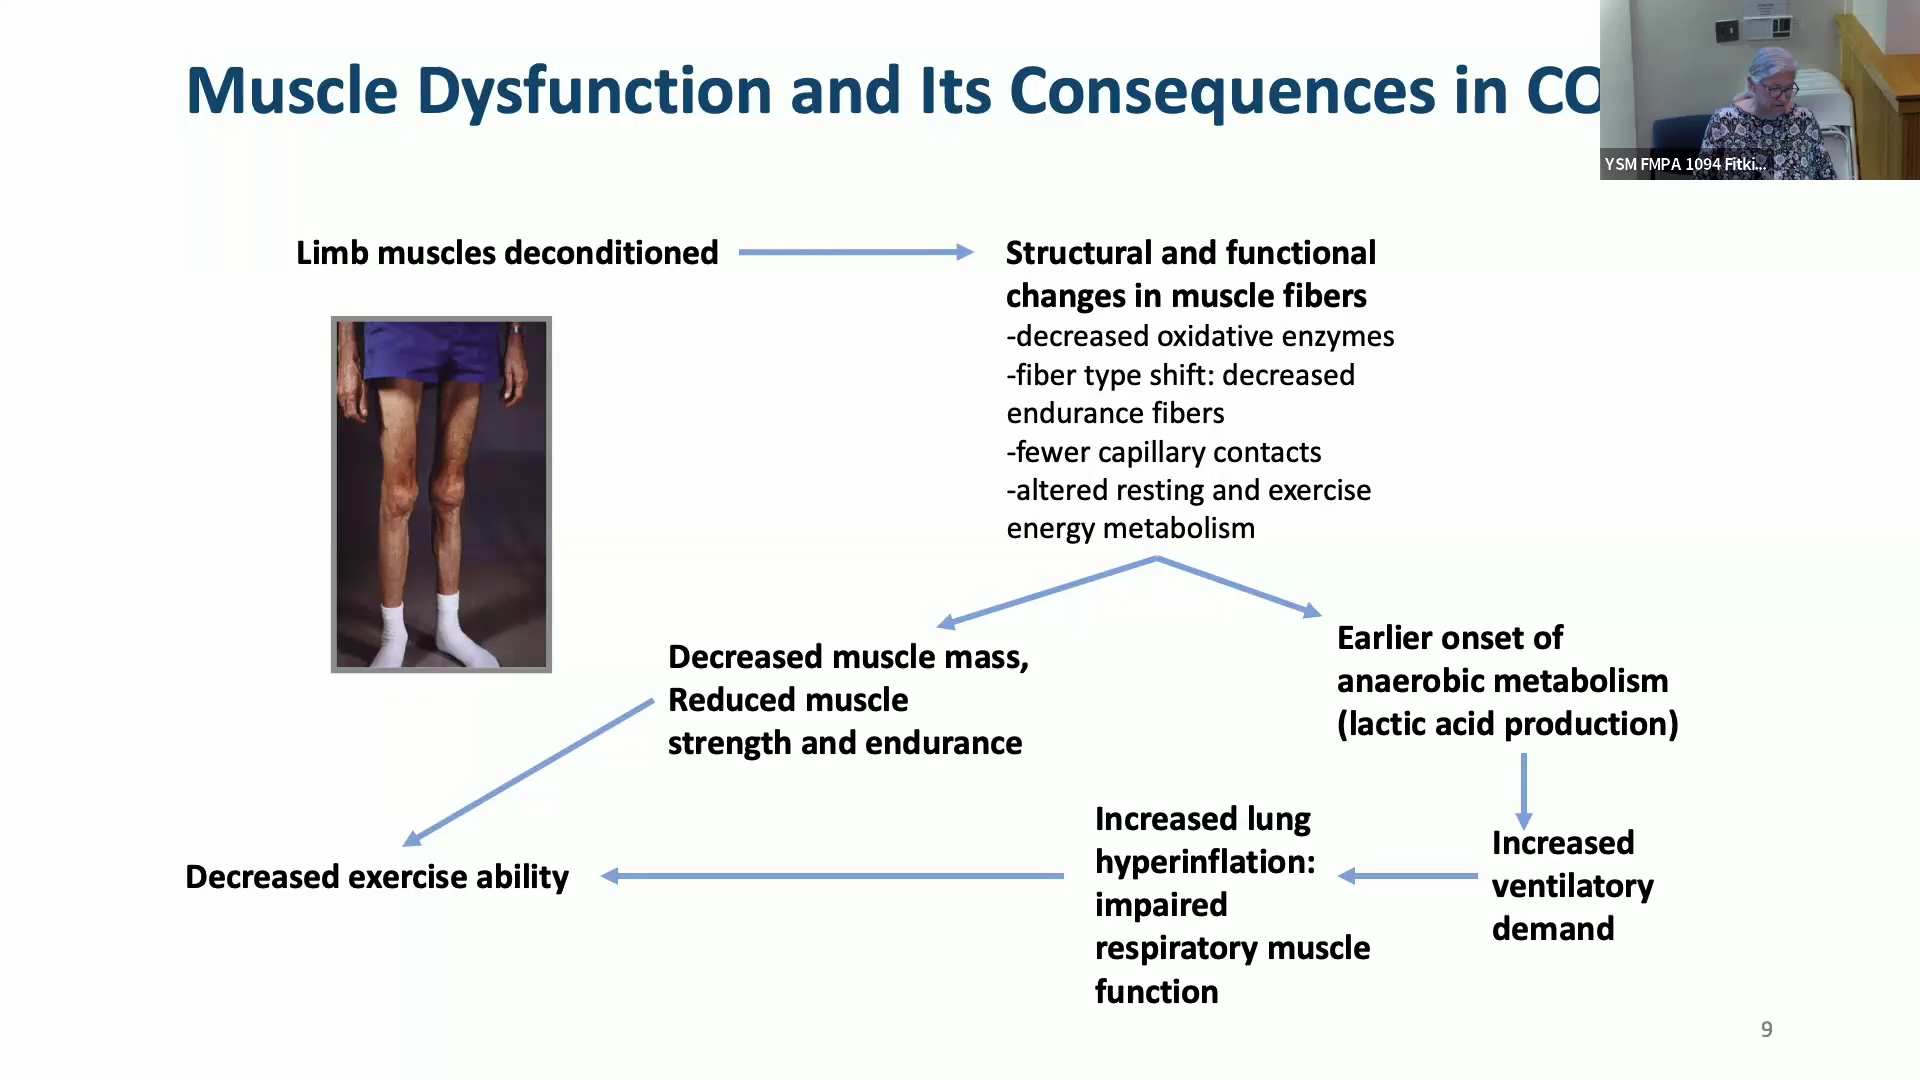 Muscle Dysfunction and Its Consequences in CO
YSM FMPA 1094 Fitki...
Limb muscles deconditioned
Structural and functional
changes in muscle fibers
-decreased oxidative enzymes
-fiber type shift: decreased
endurance fibers
-fewer capillary contacts
-altered resting and exercise
energy metabolism
Decreased muscle mass,
Reduced muscle
strength and endurance
Earlier onset of
anaerobic metabolism
(lactic acid production)
Increased lung
hyperinflation:
impaired
respiratory muscle
function
Increased
ventilatory
demand
Decreased exercise ability
9